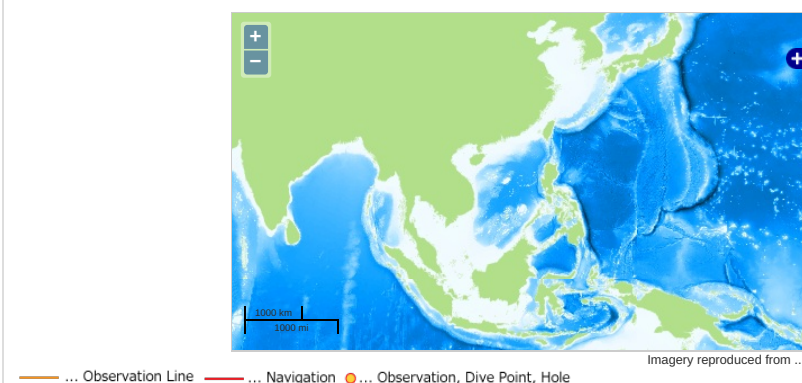 +
−
+
1000 km
1000 mi
Imagery reproduced from ...
... Observation Line ... Navigation ... Observation, Dive Point, Hole